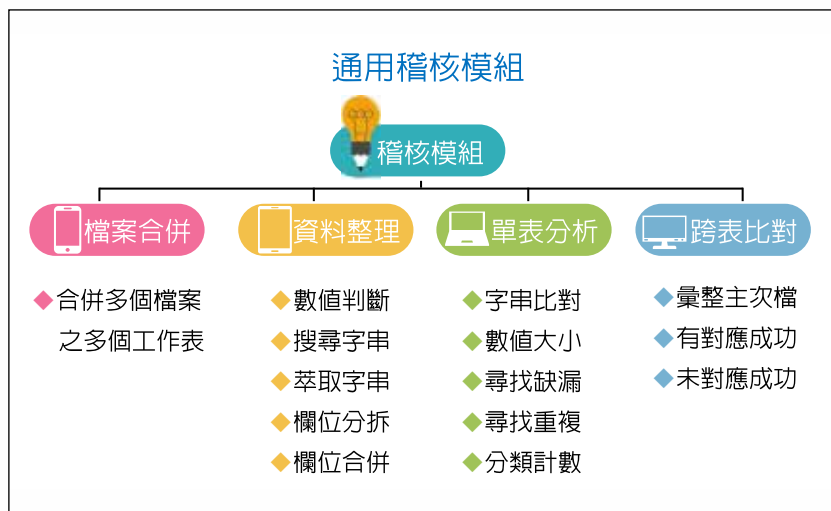 通用稽核模組
稽核模組
檔案合併
◆合併多個檔案
之多個工作表
資料整理
◆數值判斷
◆搜尋字串
◆萃取字串
◆欄位分拆
◆欄位合併
單表分析
◆字串比對
◆數值大小
◆尋找缺漏
◆尋找重複
◆分類計數
跨表比對
◆彙整主次檔
◆有對應成功
◆未對應成功